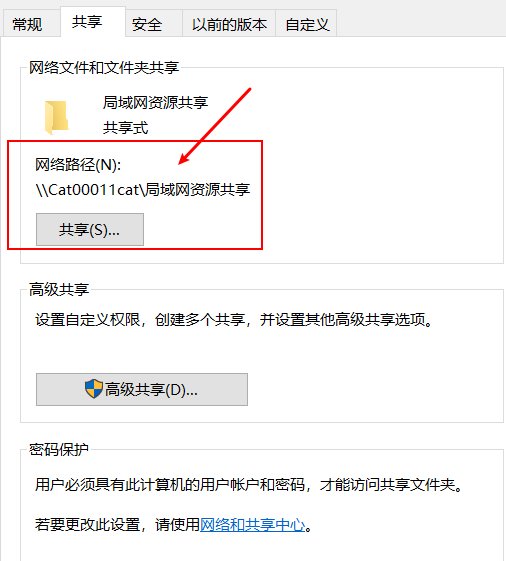 常规 共享 安全 以前的版本 自定义
网络文件和文件夹共享
局域网资源共享
共享式
网络路径(N):
\\Cat00011cat\局域网资源共享
共享(S)...
高级共享
设置自定义权限，创建多个共享，并设置其他高级共享选项。
高级共享(D)...
密码保护
用户必须具有此计算机的用户帐户和密码，才能访问共享文件夹。
若要更改此设置，请使用网络和共享中心。